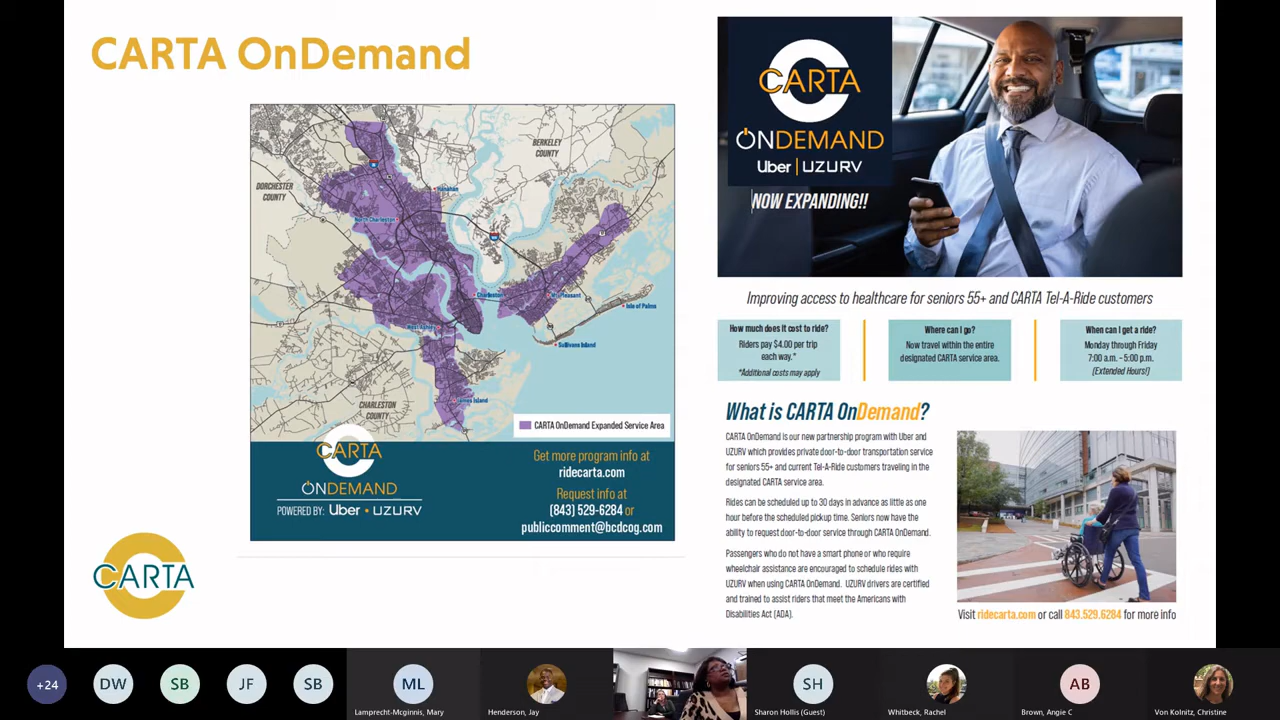 CARTA OnDemand
BERKELEY
COUNTY
DORCHESTER
COUNTY
Hanahan
North Charleston
Charleston
Mt. Pleasant
Isle of Palms
West Ashley
Sullivans Island
James Island
CHARLESTON
COUNTY
CARTA OnDemand Expanded Service Area
CARTA
ONDEMAND
POWERED BY: Uber • UZURV
Get more program info at
ridecarta.com
Request info at
(843) 529-6284 or
publiccomment@bcdcog.com
CARTA
CARTA
ONDEMAND
Uber | UZURV
NOW EXPANDING!!
Improving access to healthcare for seniors 55+ and CARTA Tel-A-Ride customers
How much does it cost to ride?
Riders pay $4.00 per trip
each way.*
*Additional costs may apply
Where can I go?
Now travel within the entire
designated CARTA service area.
When can I get a ride?
Monday through Friday
7:00 a.m. - 5:00 p.m.
(Extended Hours!)
What is CARTA OnDemand?
CARTA OnDemand is our new partnership program with Uber and
UZURV which provides private door-to-door transportation service
for seniors 55+ and current Tel-A-Ride customers traveling in the
designated CARTA service area.
Rides can be scheduled up to 30 days in advance as little as one
hour before the scheduled pickup time. Seniors now have the
ability to request door-to-door service through CARTA OnDemand.
Passengers who do not have a smart phone or who require
wheelchair assistance are encouraged to schedule rides with
UZURV when using CARTA OnDemand. UZURV drivers are certified
and trained to assist riders that meet the Americans with
Disabilities Act (ADA).
Visit ridecarta.com or call 843.529.6284 for more info
+24
DW
SB
JF
SB
ML
Lamprecht-Mcginnis, Mary
Henderson, Jay
SH
Sharon Hollis (Guest)
Whitbeck, Rachel
AB
Brown, Angie C
Von Kolnitz, Christine